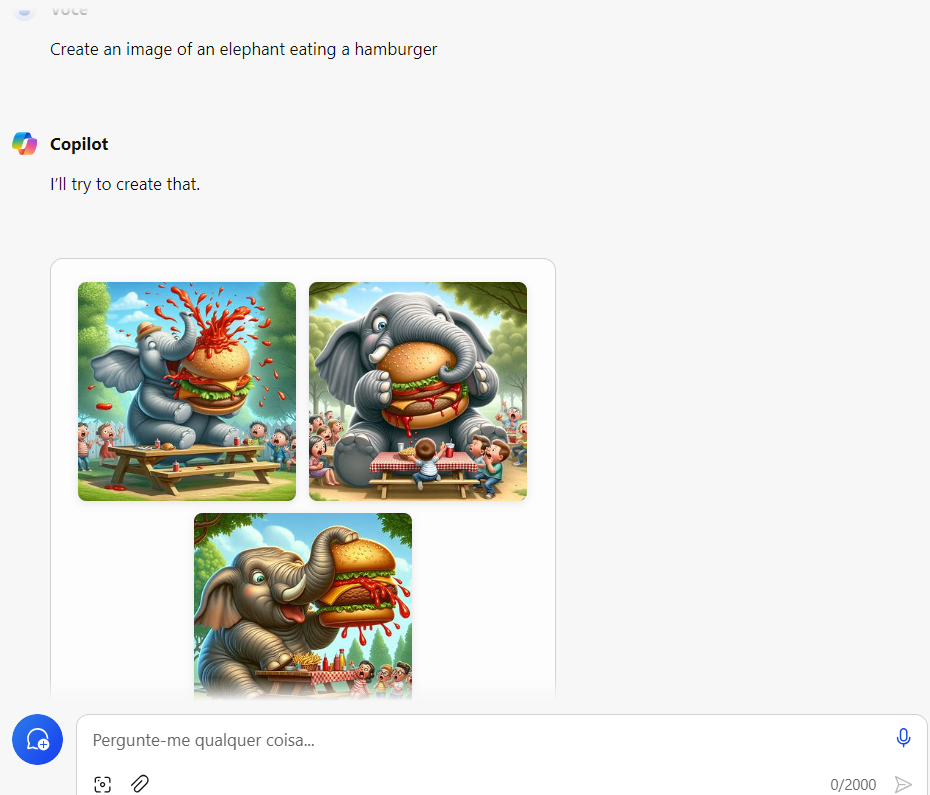 Você
Create an image of an elephant eating a hamburger
Copilot
I'll try to create that.
Pergunte-me qualquer coisa...
0/2000